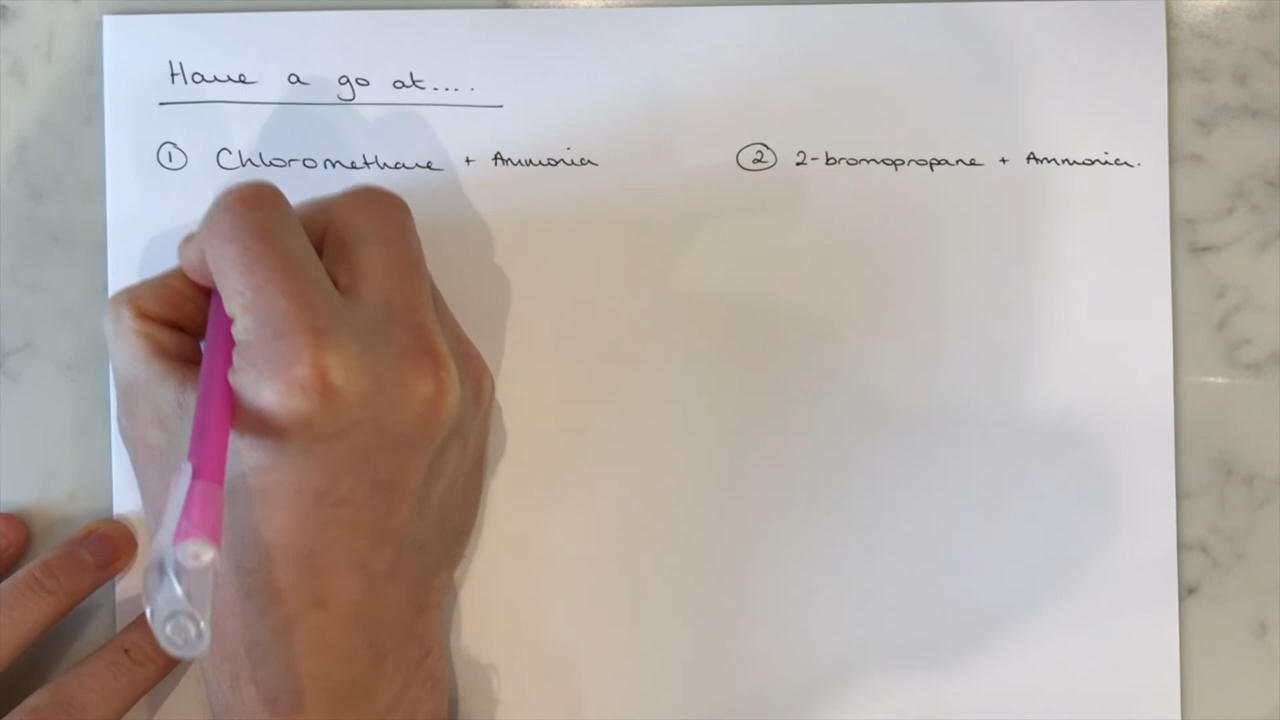 Have a go at.....
① Chloromethane + Ammonia
② 2-bromopropane + Ammonia.